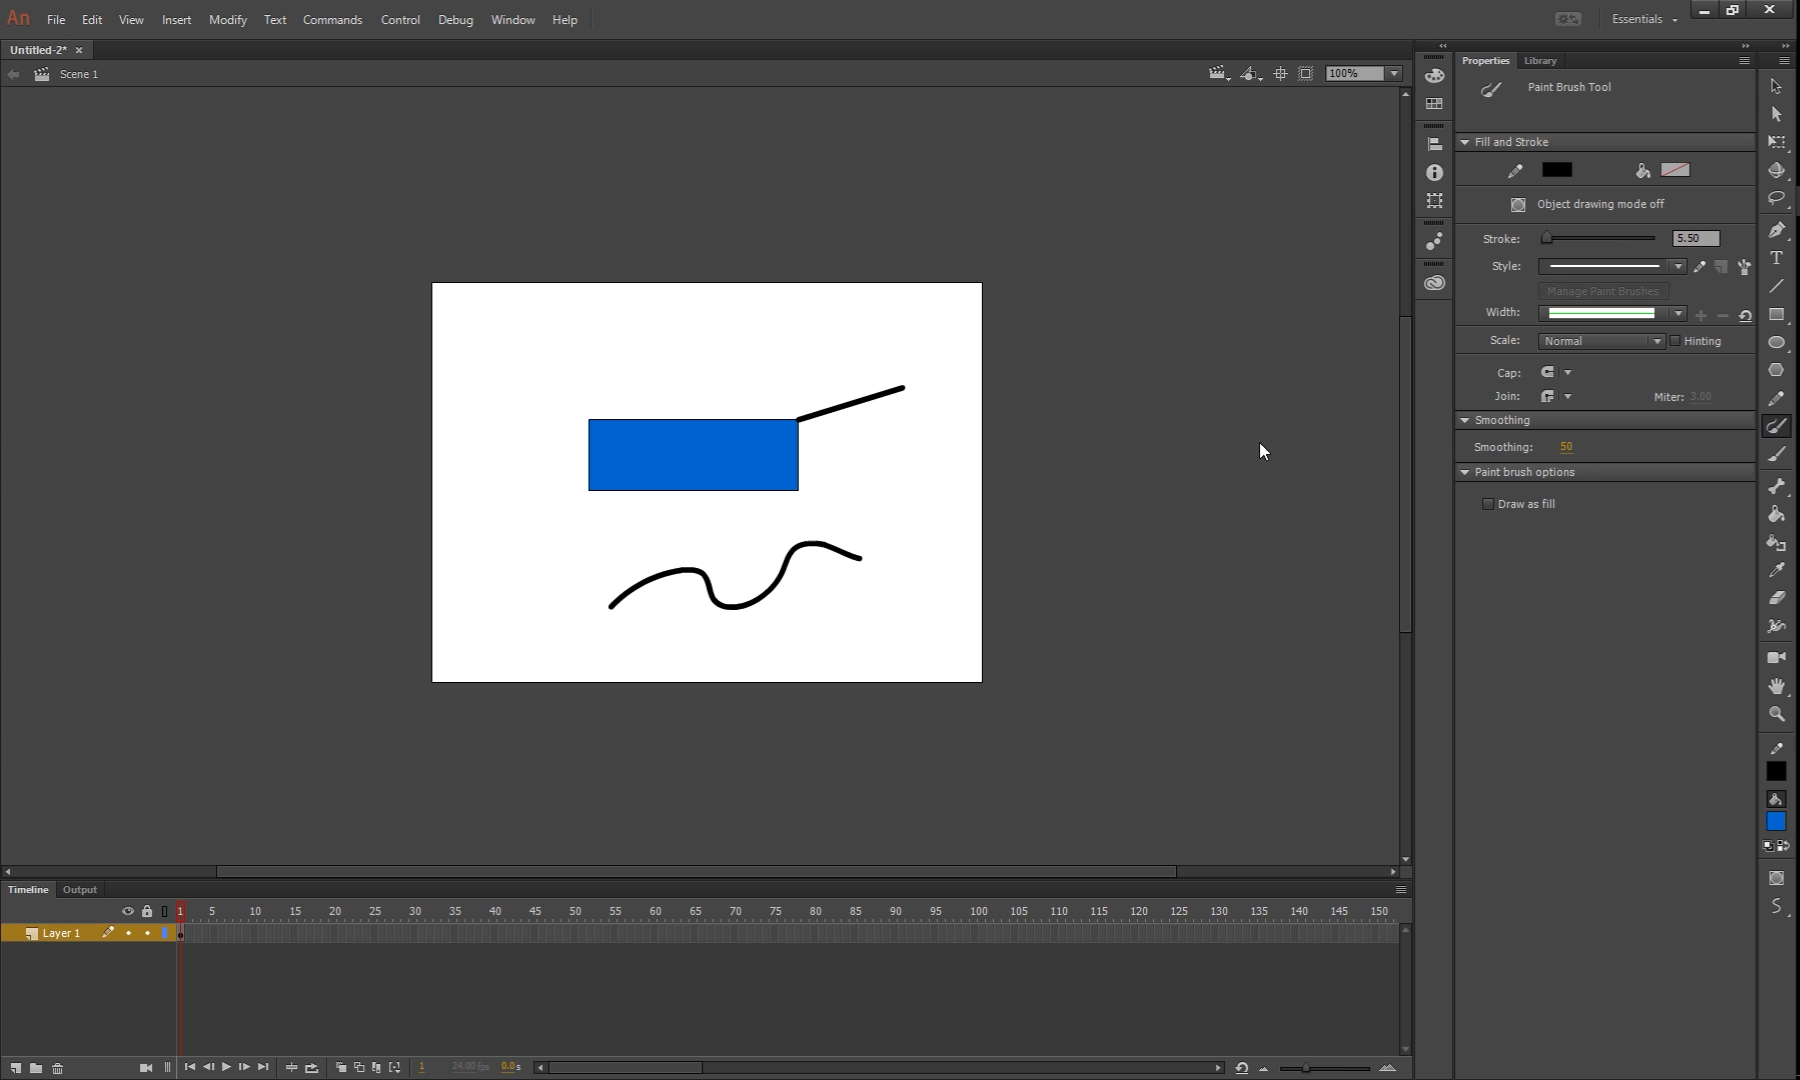 An File Edit View Insert Modify Text Commands Control Debug Window Help Essentials
Untitled-2* ×
Scene 1 100%
Properties Library
Paint Brush Tool
Fill and Stroke
Object drawing mode off
Stroke: 5.50
Style:
Manage Paint Brushes
Width:
Scale: Normal Hinting
Cap:
Join: Miter: 3.00
Smoothing
Smoothing: 50
Paint brush options
Draw as fill
T
Timeline Output
1 5 10 15 20 25 30 35 40 45 50 55 60 65 70 75 80 85 90 95 100 105 110 115 120 125 130 135 140 145 150
Layer 1
1 24.00 fps 0.0 s